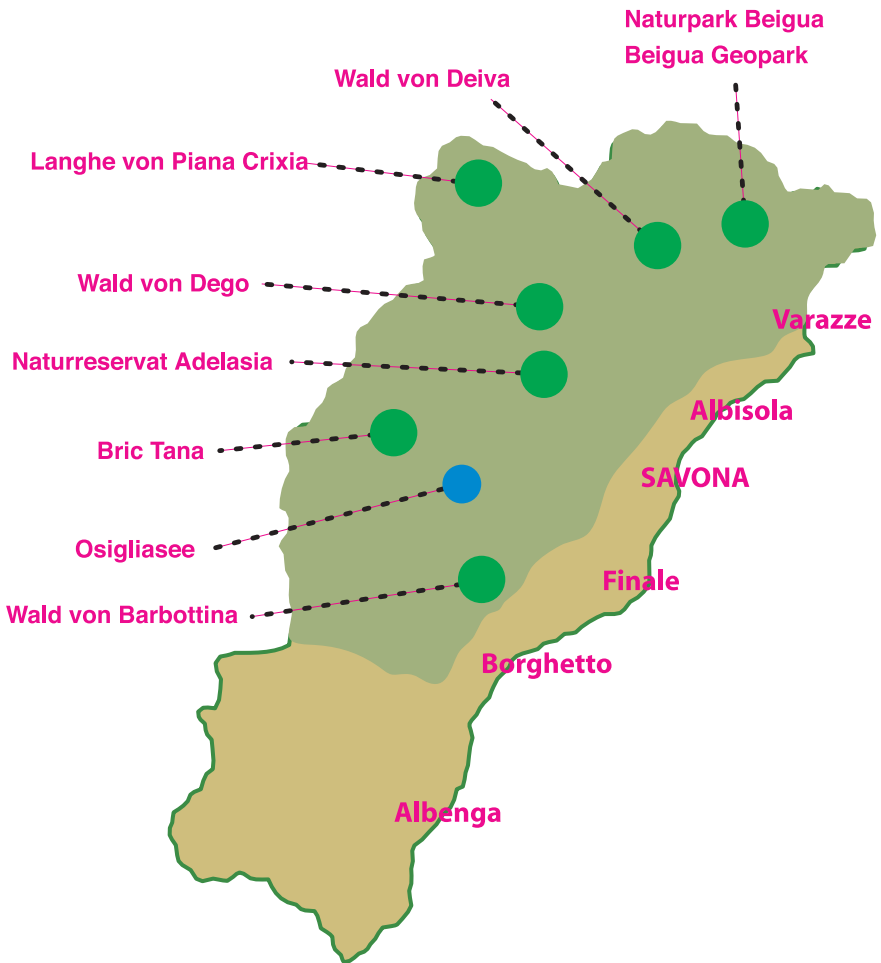 Naturpark Beigua
Beigua Geopark
Wald von Deiva
Langhe von Piana Crixia
Wald von Dego
Varazze
Naturreservat Adelasia
Albisola
Bric Tana
SAVONA
Osigliasee
Finale
Wald von Barbottina
Borghetto
Albenga